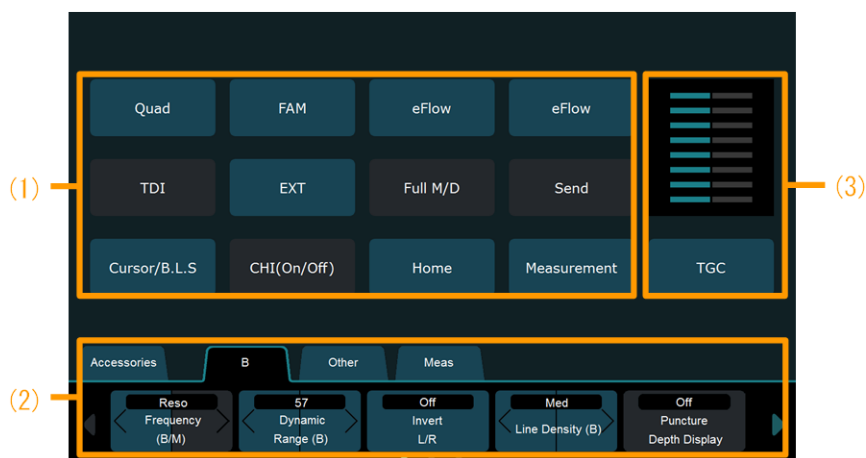 Quad FAM eFlow eFlow
(1) TDI EXT Full M/D Send (3)
Cursor/B.L.S CHI(On/Off) Home Measurement TGC
Accessories B Other Meas
(2) Reso 57 Off Med Off
Frequency Dynamic Invert Line Density (B) Puncture
(B/M) Range (B) L/R Depth Display